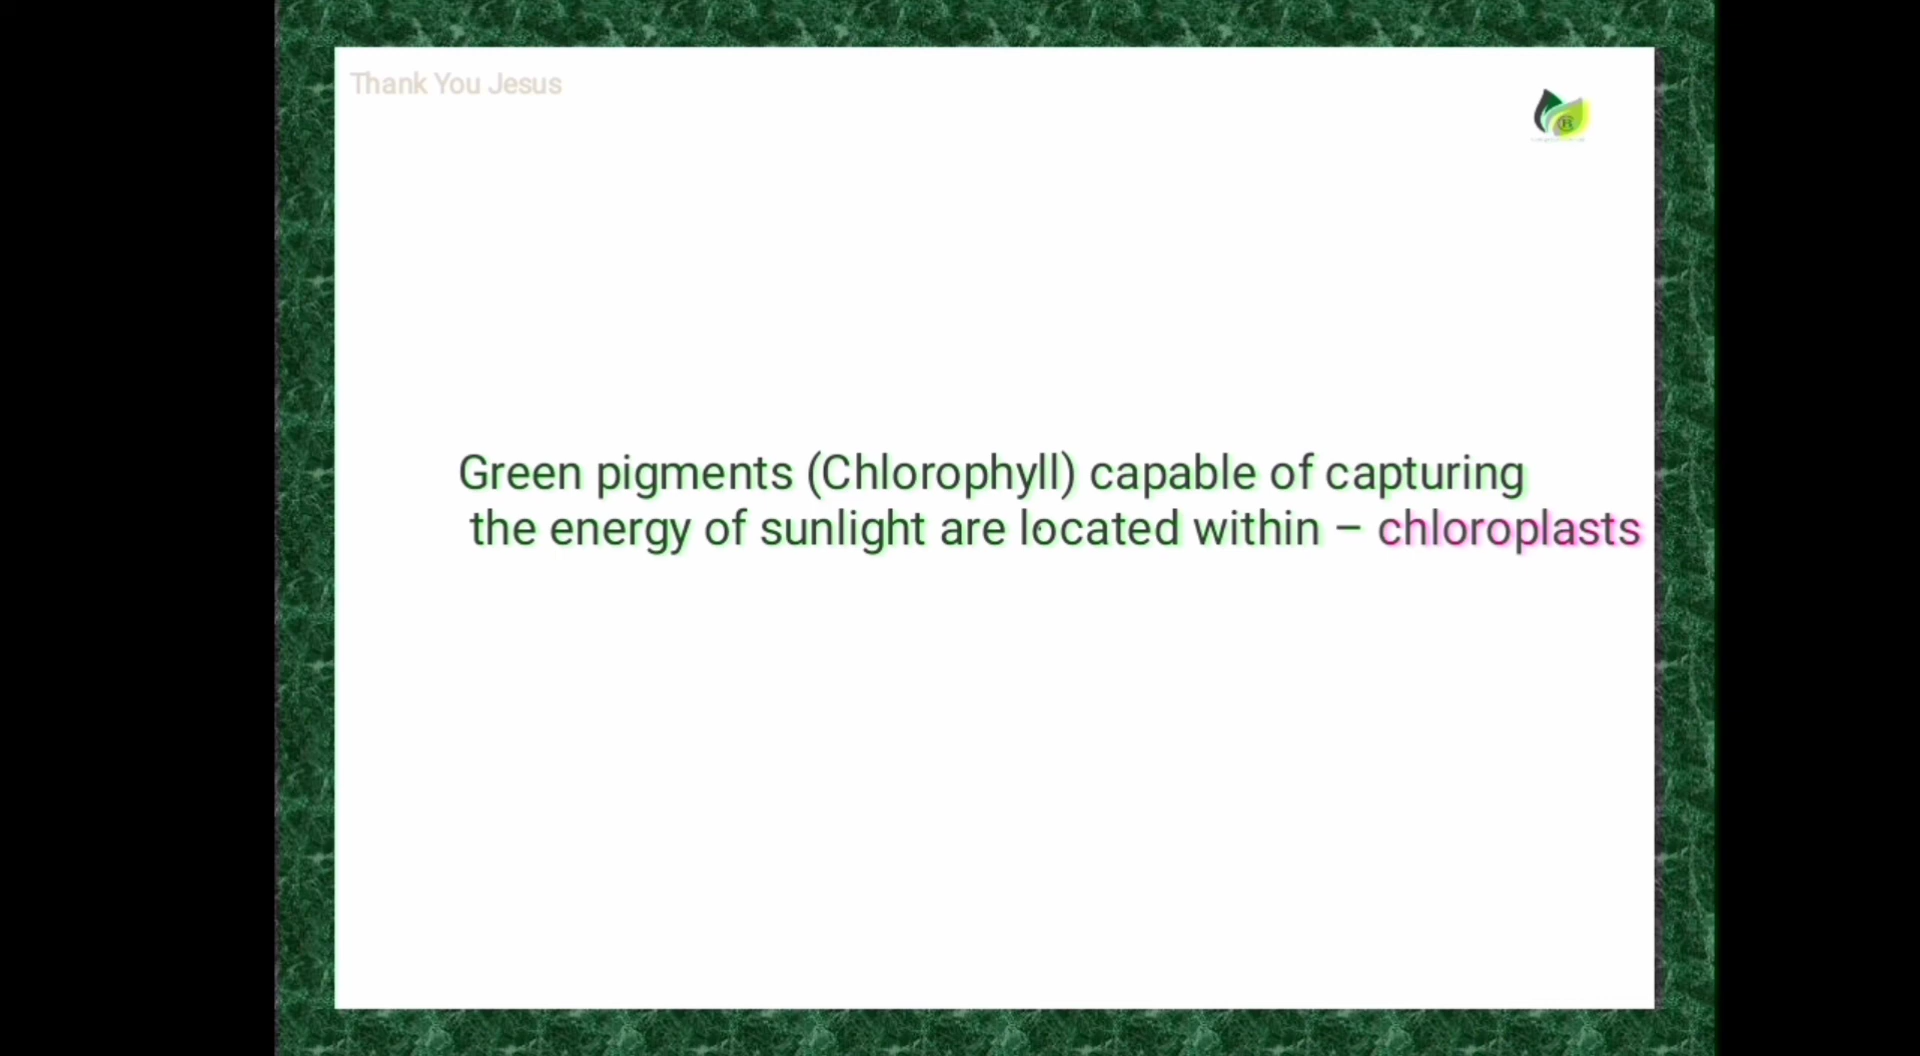 Thank You Jesus
Green pigments (Chlorophyll) capable of capturing
the energy of sunlight are located within – chloroplasts